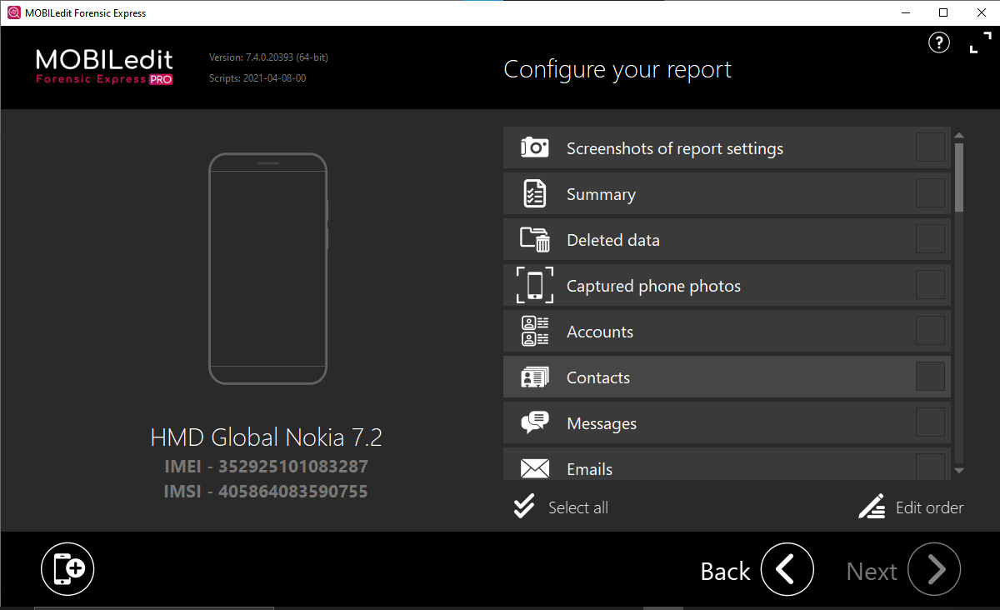 MOBILedit Forensic Express
MOBILedit
Forensic Express PRO
Version: 7.4.0.20393 (64-bit)
Scripts: 2021-04-08-00
Configure your report
?
Screenshots of report settings
Summary
Deleted data
Captured phone photos
Accounts
Contacts
Messages
Emails
HMD Global Nokia 7.2
IMEI - 352925101083287
IMSI - 405864083590755
Select all
Edit order
Back
Next